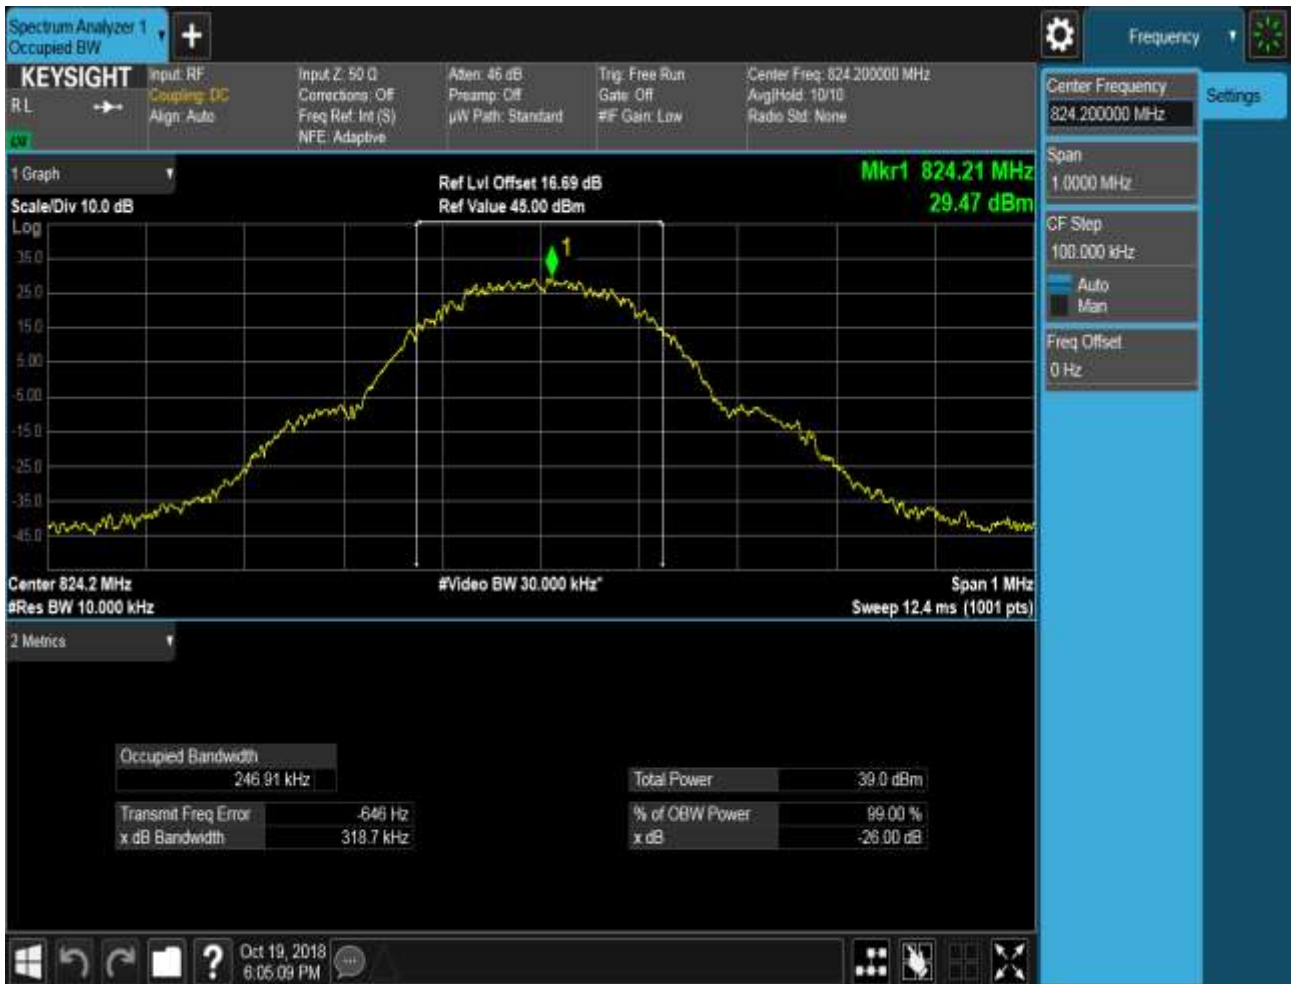 Spectrum Analyzer 1
Occupied BW
Frequency
KEYSIGHT
RL
Input: RF
Coupling: DC
Align: Auto
Input Z: 50 Ω
Corrections: Off
Freq Ref: Int (S)
NFE: Adaptive
Atten: 46 dB
Preamp: Off
µW Path: Standard
Trig: Free Run
Gate: Off
#IF Gain: Low
Center Freq: 824.200000 MHz
Avg|Hold: 10/10
Radio Std: None
Center Frequency
824.200000 MHz
Settings
Span
1.0000 MHz
CF Step
100.000 kHz
Auto
Man
Freq Offset
0 Hz
1 Graph
Scale/Div 10.0 dB
Log
Ref Lvl Offset 16.69 dB
Ref Value 45.00 dBm
Mkr1 824.21 MHz
29.47 dBm
1
35.0
25.0
15.0
5.00
-5.00
-15.0
-25.0
-35.0
-45.0
Center 824.2 MHz
#Video BW 30.000 kHz*
Span 1 MHz
#Res BW 10.000 kHz
Sweep 12.4 ms (1001 pts)
2 Metrics
Occupied Bandwidth
246.91 kHz
Total Power 39.0 dBm
Transmit Freq Error -646 Hz
% of OBW Power 99.00 %
x dB Bandwidth 318.7 kHz
x dB -26.00 dB
?
Oct 19, 2018
6:05:09 PM